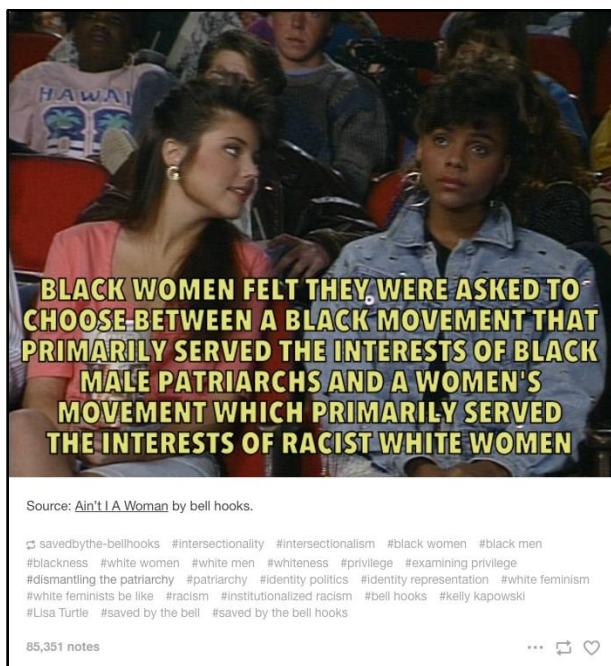 HAWAI
BLACK WOMEN FELT THEY WERE ASKED TO
CHOOSE BETWEEN A BLACK MOVEMENT THAT
PRIMARILY SERVED THE INTERESTS OF BLACK
MALE PATRIARCHS AND A WOMEN'S
MOVEMENT WHICH PRIMARILY SERVED
THE INTERESTS OF RACIST WHITE WOMEN
Source: Ain't I A Woman by bell hooks.
savedbythe-bellhooks #intersectionality #intersectionalism #black women #black men
#blackness #white women #white men #whiteness #privilege #examining privilege
#dismantling the patriarchy #patriarchy #identity politics #identity representation #white feminism
#white feminists be like #racism #institutionalized racism #bell hooks #kelly kapowski
#Lisa Turtle #saved by the bell #saved by the bell hooks
85,351 notes